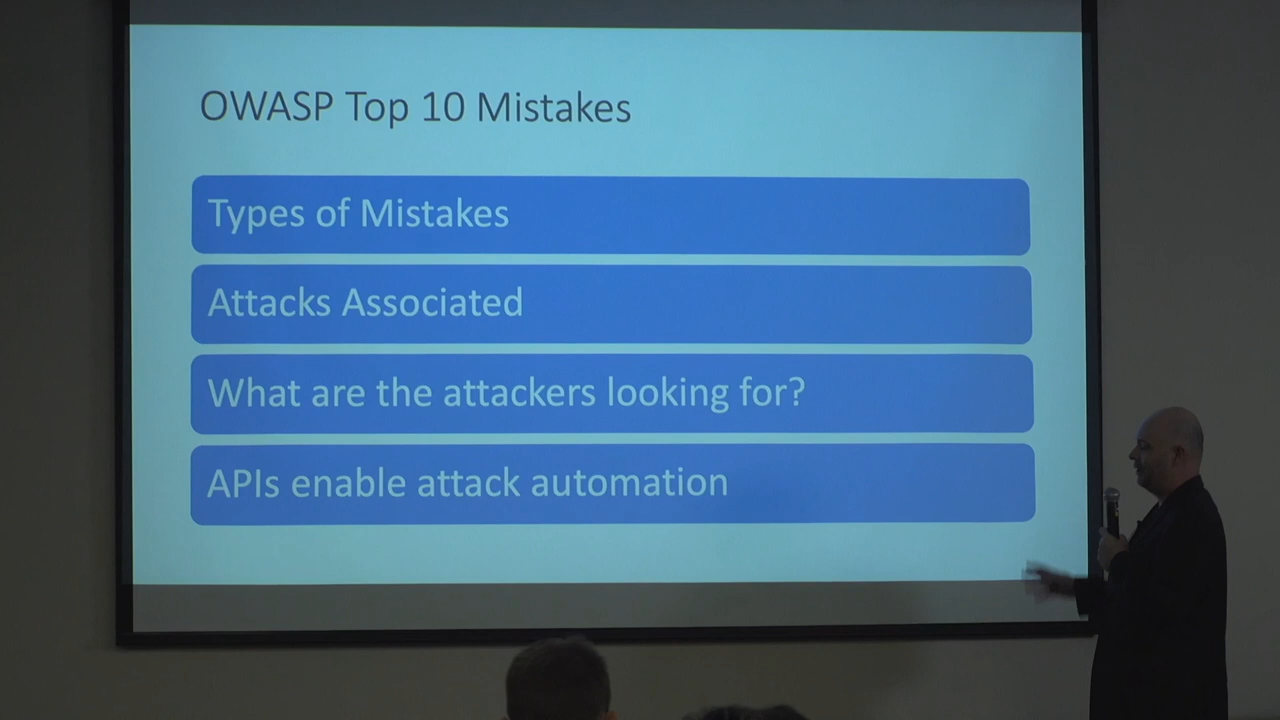 OWASP Top 10 Mistakes
Types of Mistakes
Attacks Associated
What are the attackers looking for?
APIs enable attack automation